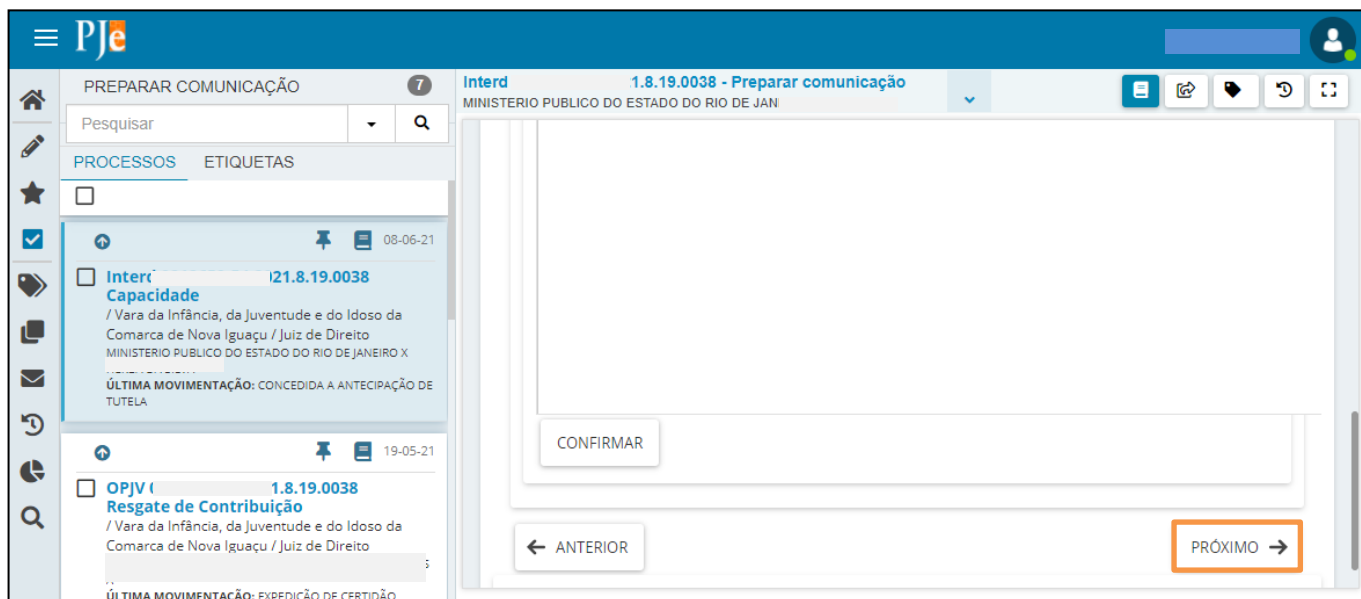 PJe
PREPARAR COMUNICAÇÃO 7
Pesquisar
PROCESSOS ETIQUETAS
08-06-21
Interd 21.8.19.0038
Capacidade
/ Vara da Infância, da Juventude e do Idoso da
Comarca de Nova Iguaçu / Juiz de Direito
MINISTERIO PUBLICO DO ESTADO DO RIO DE JANEIRO X
ÚLTIMA MOVIMENTAÇÃO: CONCEDIDA A ANTECIPAÇÃO DE
TUTELA
19-05-21
OPJV ( 1.8.19.0038
Resgate de Contribuição
/ Vara da Infância, da Juventude e do Idoso da
Comarca de Nova Iguaçu / Juiz de Direito
ÚLTIMA MOVIMENTAÇÃO: EXPEDIÇÃO DE CERTIDÃO
Interd 1.8.19.0038 - Preparar comunicação
MINISTERIO PUBLICO DO ESTADO DO RIO DE JAN
CONFIRMAR
ANTERIOR
PRÓXIMO